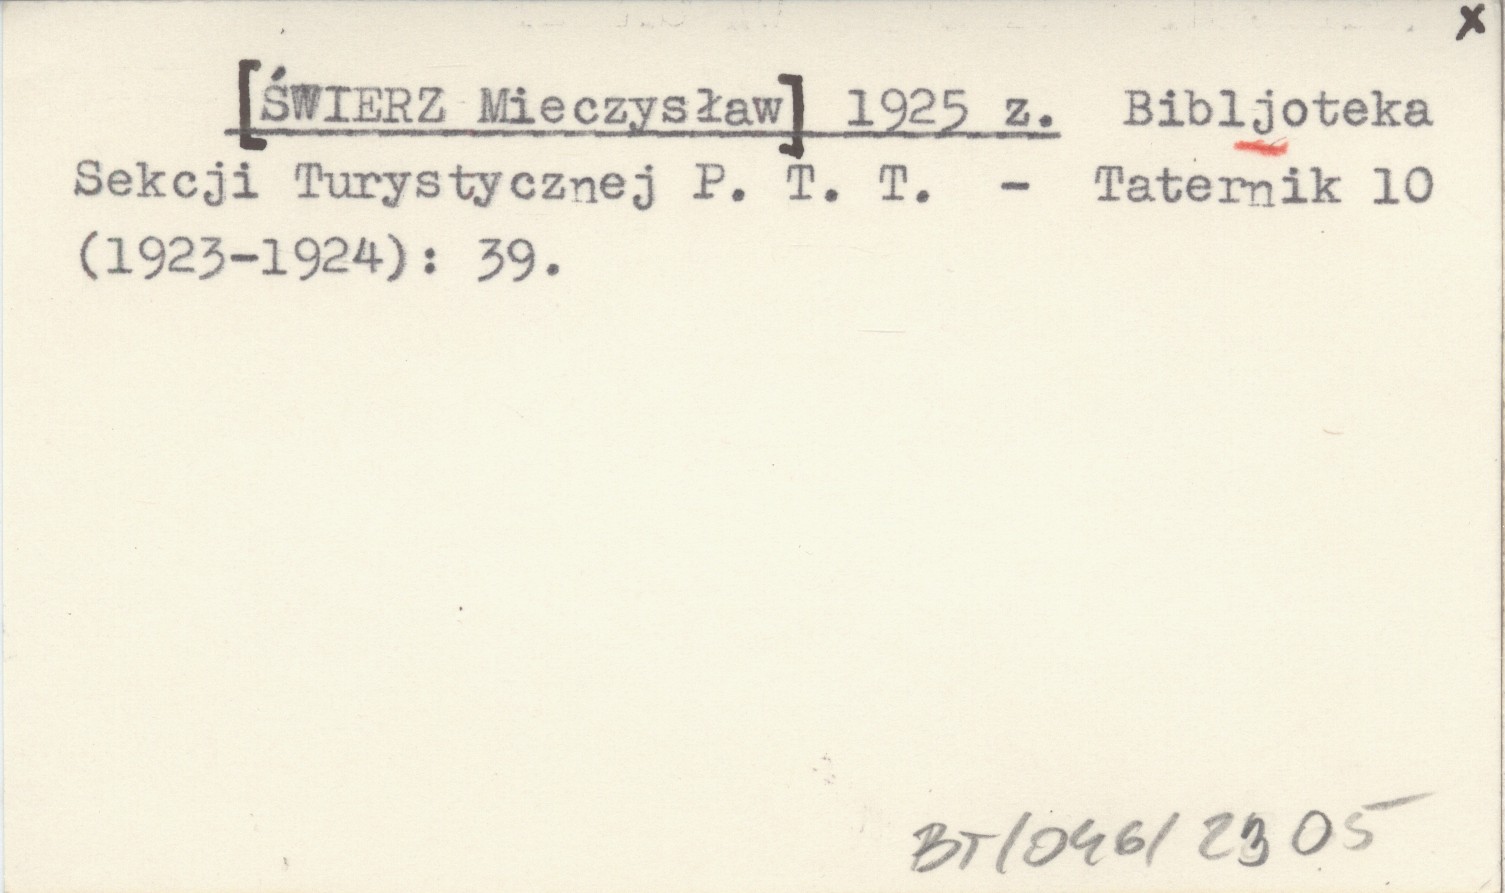 x
[ŚWIERZ Mieczysław] 1925 z. Bibljoteka
Sekcji Turystycznej P. T. T. - Taternik 10
(1923-1924): 39.
BT/046/2305